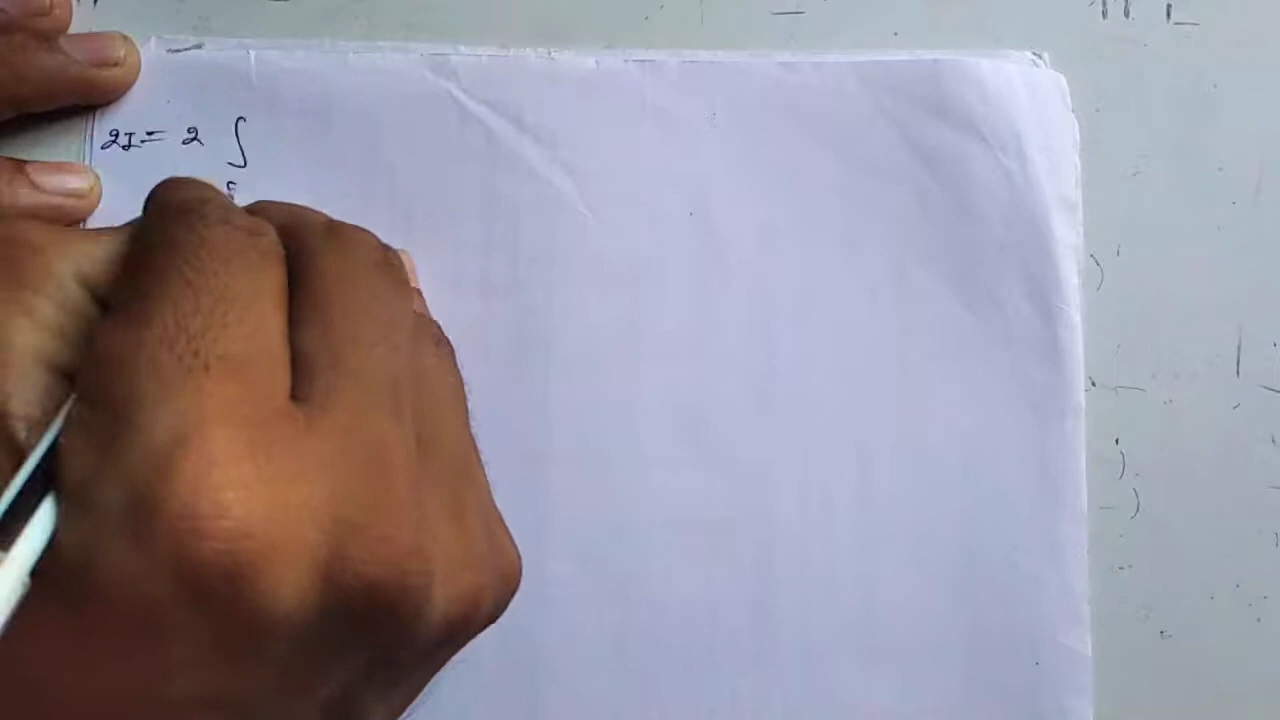 2I = 2 ∫